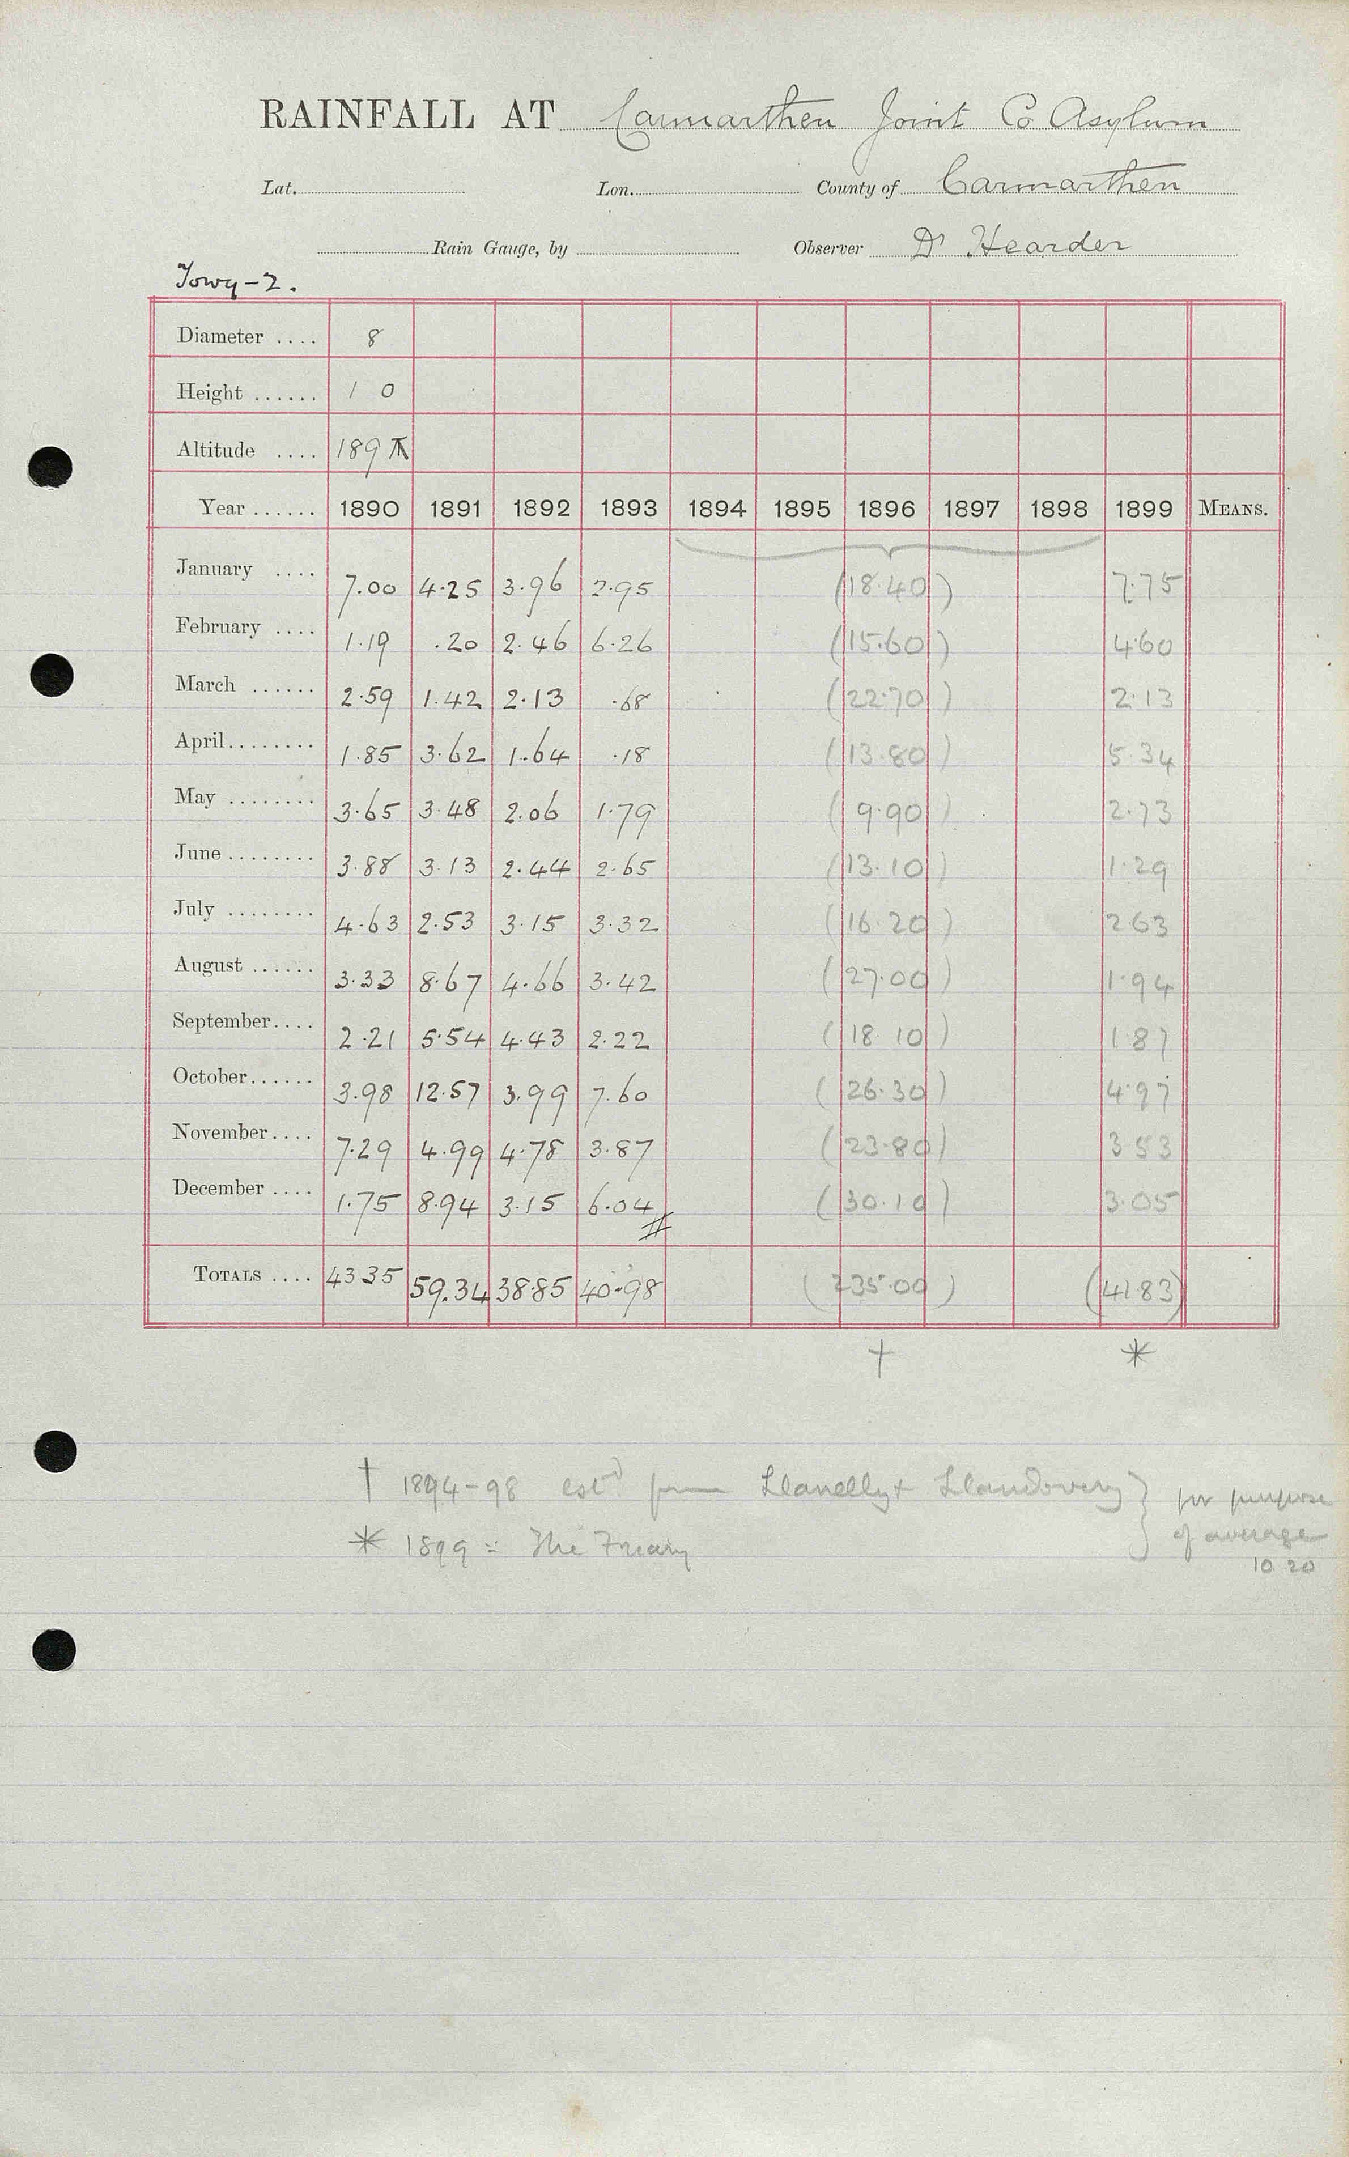 RAINFALL AT Carmarthen Joint Co Asylum
Lat. Lon. County of Carmarthen
Rain Gauge, by Observer Dr Hearder
Towy-2.
Diameter .... 8
Height ...... 1 0
Altitude .... 189
Year ...... 1890 1891 1892 1893 1894 1895 1896 1897 1898 1899 MEANS.
January .... 7.00 4.25 3.96 2.95 (18.40) 7.75
February .... 1.19 .20 2.46 6.26 (15.60) 4.60
March ...... 2.59 1.42 2.13 .68 (22.70) 2.13
April........ 1.85 3.62 1.64 .18 (13.80) 5.34
May ........ 3.65 3.48 2.06 1.79 (9.90) 2.73
June ........ 3.88 3.13 2.44 2.65 (13.10) 1.29
July ........ 4.63 2.53 3.15 3.32 (16.20) 2.63
August ...... 3.33 8.67 4.66 3.42 (27.00) 1.94
September.... 2.21 5.54 4.43 2.22 (18.10) 1.87
October...... 3.98 12.57 3.99 7.60 (26.30) 4.97
November.... 7.29 4.99 4.78 3.87 (23.80) 3.53
December .... 1.75 8.94 3.15 6.04 (30.10) 3.05
TOTALS .... 43 35 59.34 38.85 40.98 (235.00) (41.83)
† *
† 1894-98 estd from Llanelly + Llandovery } for purpose
* 1899 = The Friary } of average
10 20